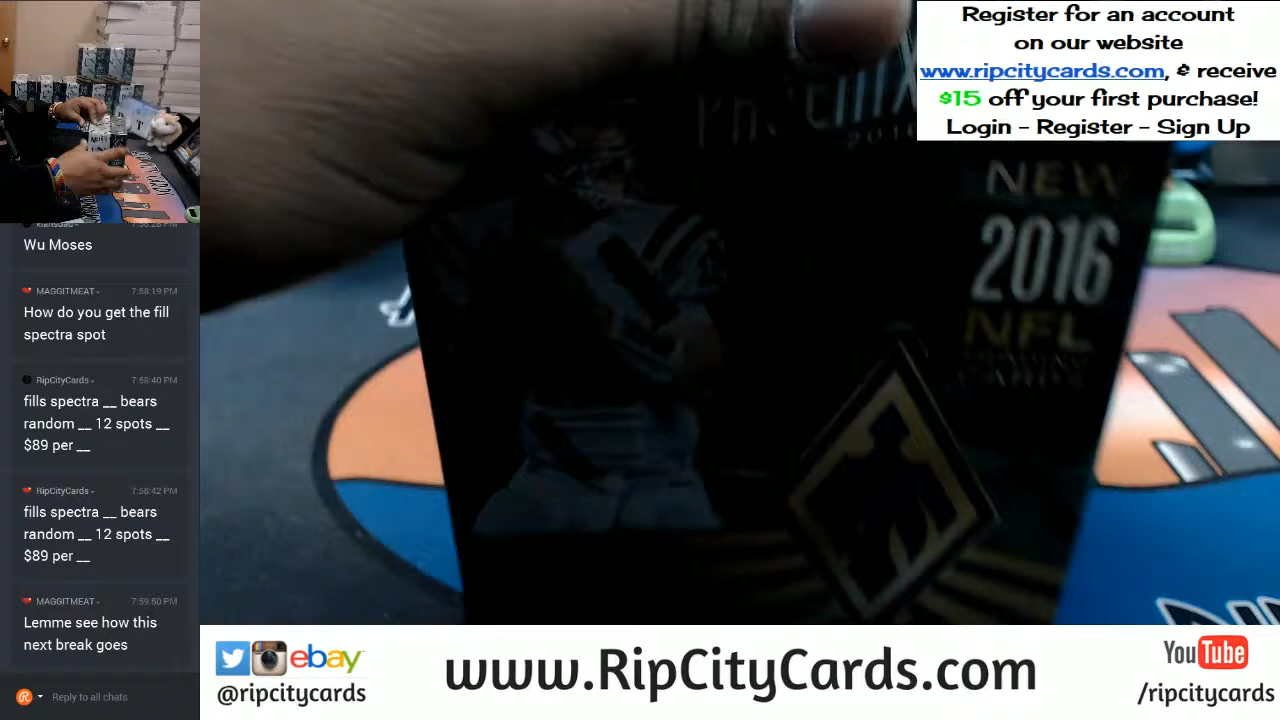 Register for an account
on our website
www.ripcitycards.com, & receive
$15 off your first purchase!
Login - Register - Sign Up
Phoenix
NEW
2016
NFL
Wu Moses
MAGGITMEAT 7:58:19 PM
How do you get the fill
spectra spot
RipCityCards 7:58:40 PM
fills spectra __ bears
random __ 12 spots __
$89 per __
RipCityCards 7:58:42 PM
fills spectra __ bears
random __ 12 spots __
$89 per __
MAGGITMEAT 7:59:50 PM
Lemme see how this
next break goes
Reply to all chats
ebay
@ripcitycards
www.RipCityCards.com
YouTube
/ripcitycards